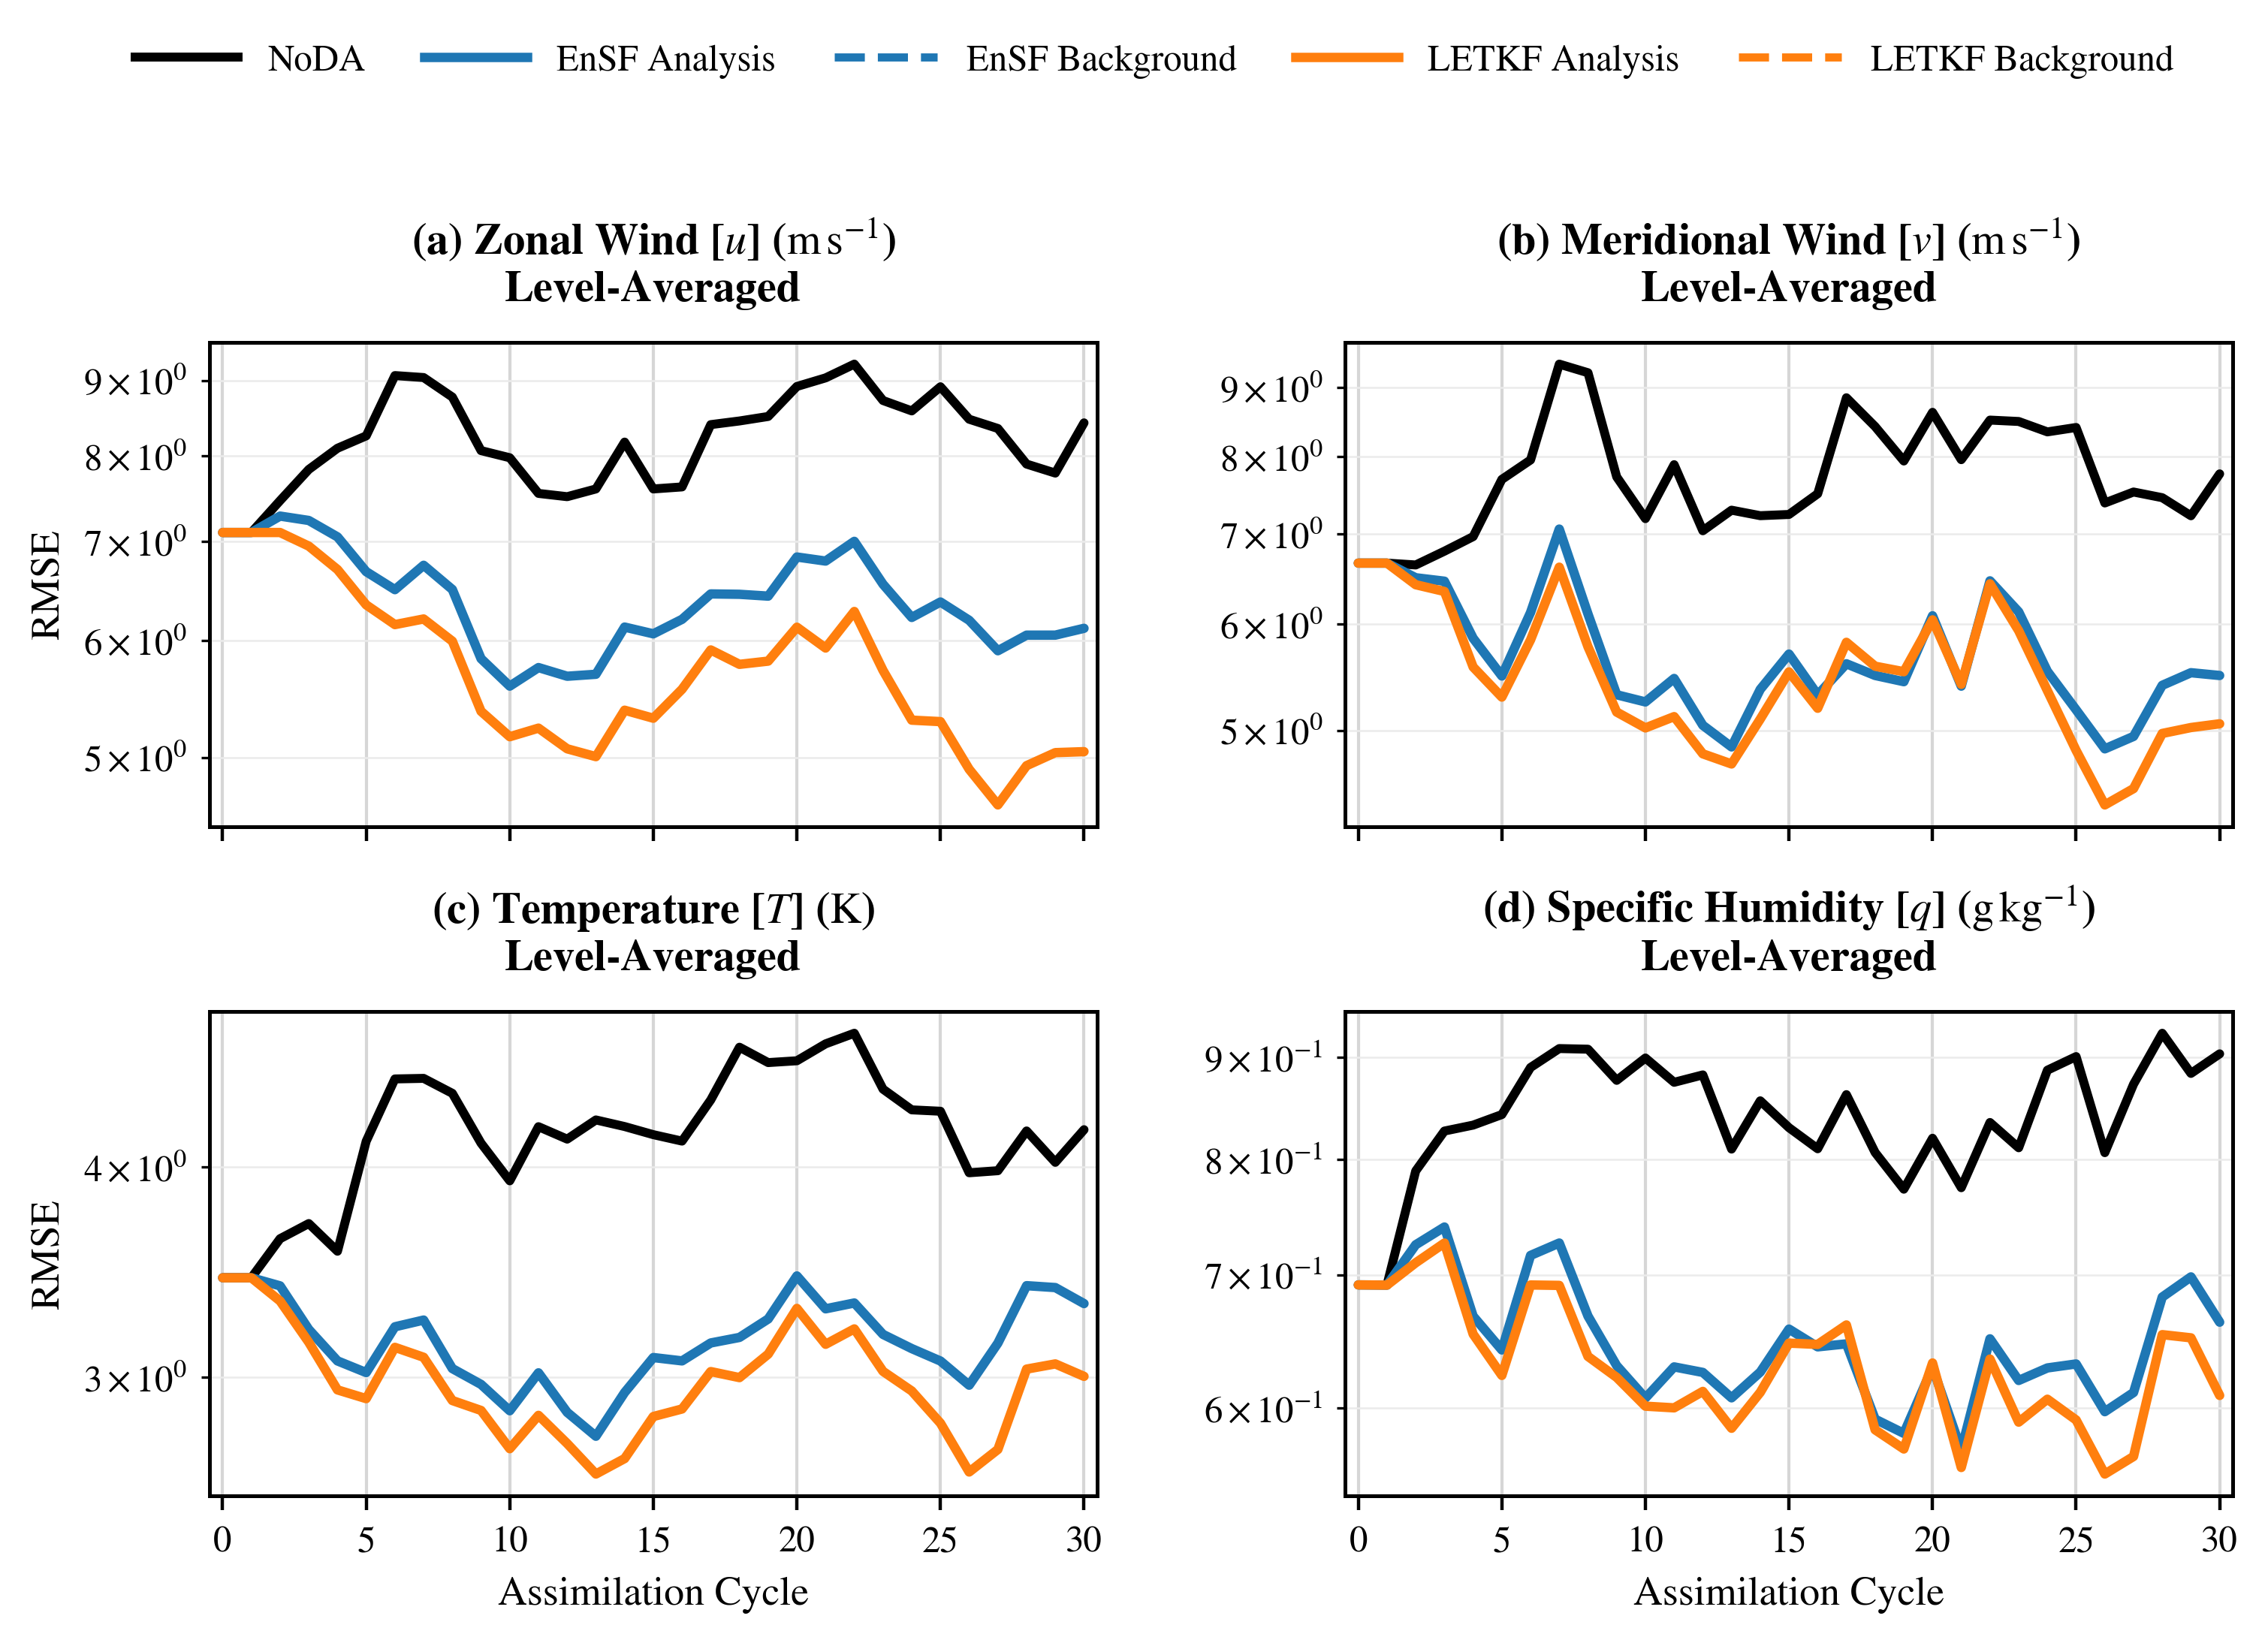 NoDA EnSF Analysis EnSF Background LETKF Analysis LETKF Background
(a) Zonal Wind [u] (m s⁻¹)
Level-Averaged
9×10⁰
8×10⁰
7×10⁰
6×10⁰
5×10⁰
RMSE
(b) Meridional Wind [v] (m s⁻¹)
Level-Averaged
9×10⁰
8×10⁰
7×10⁰
6×10⁰
5×10⁰
(c) Temperature [T] (K)
Level-Averaged
4×10⁰
3×10⁰
RMSE
0 5 10 15 20 25 30
Assimilation Cycle
(d) Specific Humidity [q] (g kg⁻¹)
Level-Averaged
9×10⁻¹
8×10⁻¹
7×10⁻¹
6×10⁻¹
0 5 10 15 20 25 30
Assimilation Cycle